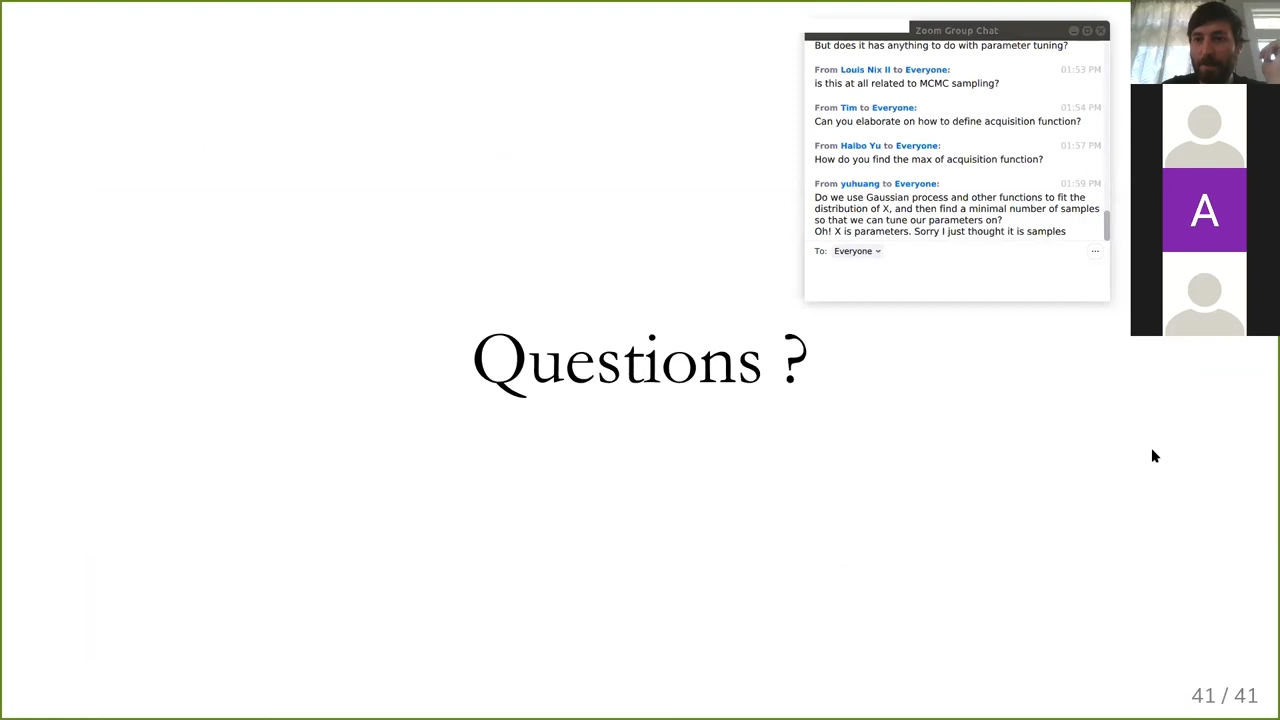 Zoom Group Chat
But does it has anything to do with parameter tuning?
From Louis Nix II to Everyone: 01:53 PM
is this at all related to MCMC sampling?
From Tim to Everyone: 01:54 PM
Can you elaborate on how to define acquisition function?
From Haibo Yu to Everyone: 01:57 PM
How do you find the max of acquisition function?
From yuhuang to Everyone: 01:59 PM
Do we use Gaussian process and other functions to fit the
distribution of X, and then find a minimal number of samples
so that we can tune our parameters on?
Oh! X is parameters. Sorry I just thought it is samples
To: Everyone
A
Questions ?
41 / 41